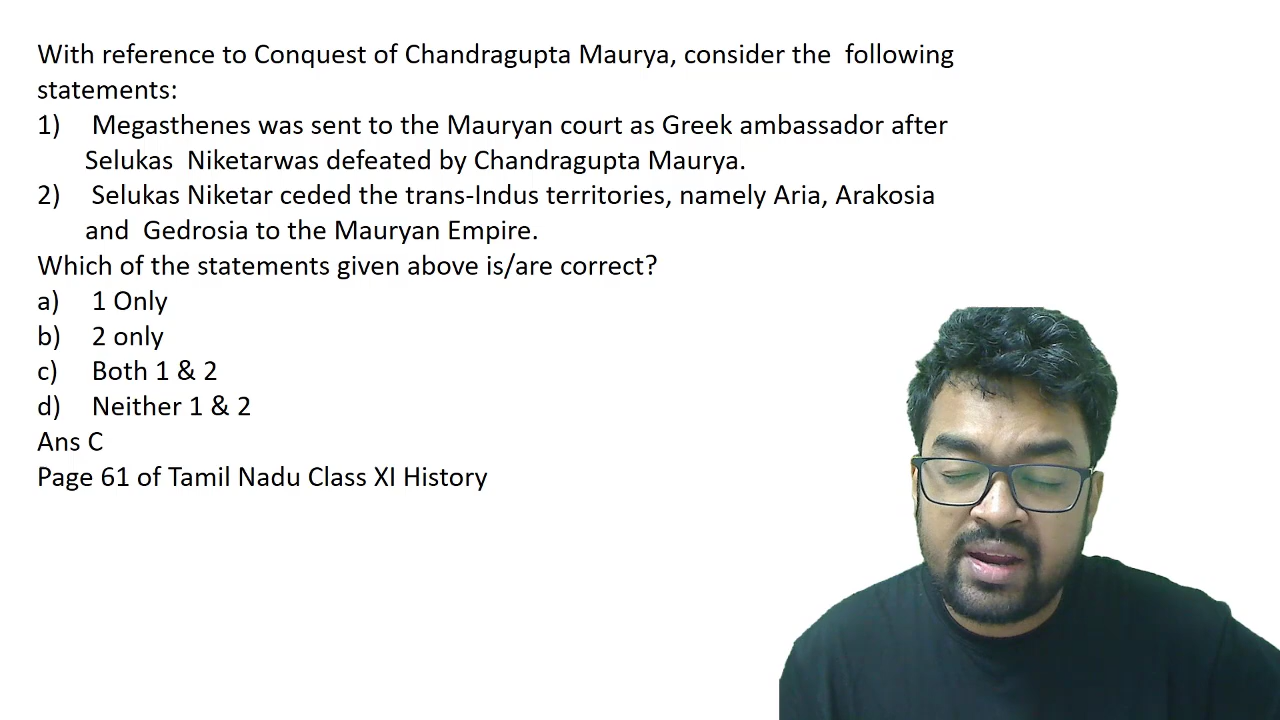 With reference to Conquest of Chandragupta Maurya, consider the following
statements:
1) Megasthenes was sent to the Mauryan court as Greek ambassador after
Selukas Niketarwas defeated by Chandragupta Maurya.
2) Selukas Niketar ceded the trans-Indus territories, namely Aria, Arakosia
and Gedrosia to the Mauryan Empire.
Which of the statements given above is/are correct?
a) 1 Only
b) 2 only
c) Both 1 & 2
d) Neither 1 & 2
Ans C
Page 61 of Tamil Nadu Class XI History